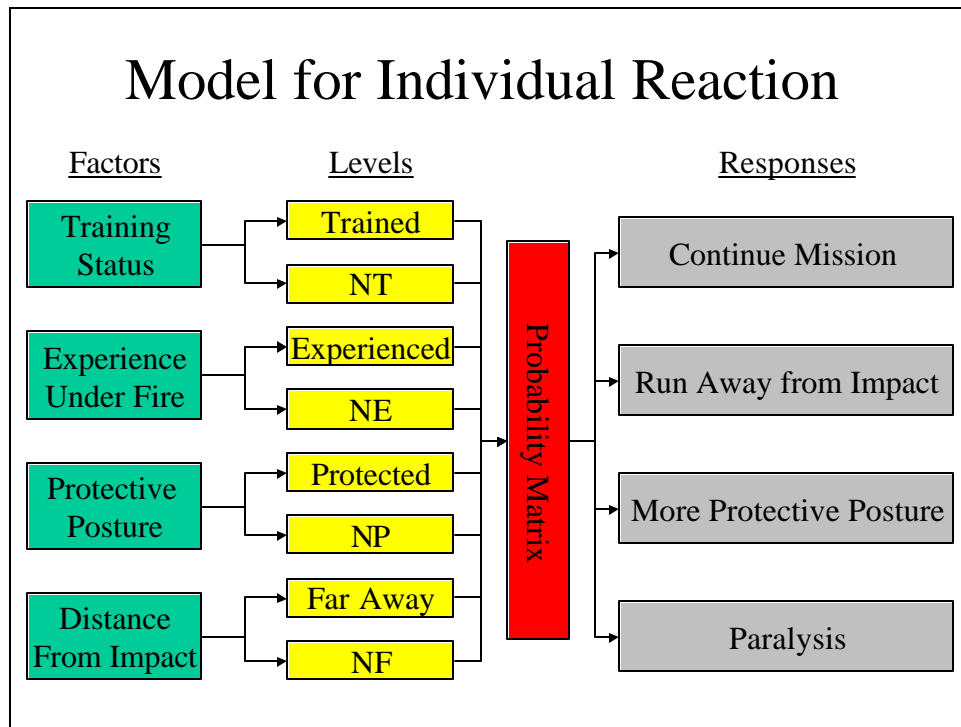 Model for Individual Reaction
Factors
Levels
Responses
Training
Status
Trained
NT
Experience
Under Fire
Experienced
NE
Protective
Posture
Protected
NP
Distance
From Impact
Far Away
NF
Probability Matrix
Continue Mission
Run Away from Impact
More Protective Posture
Paralysis